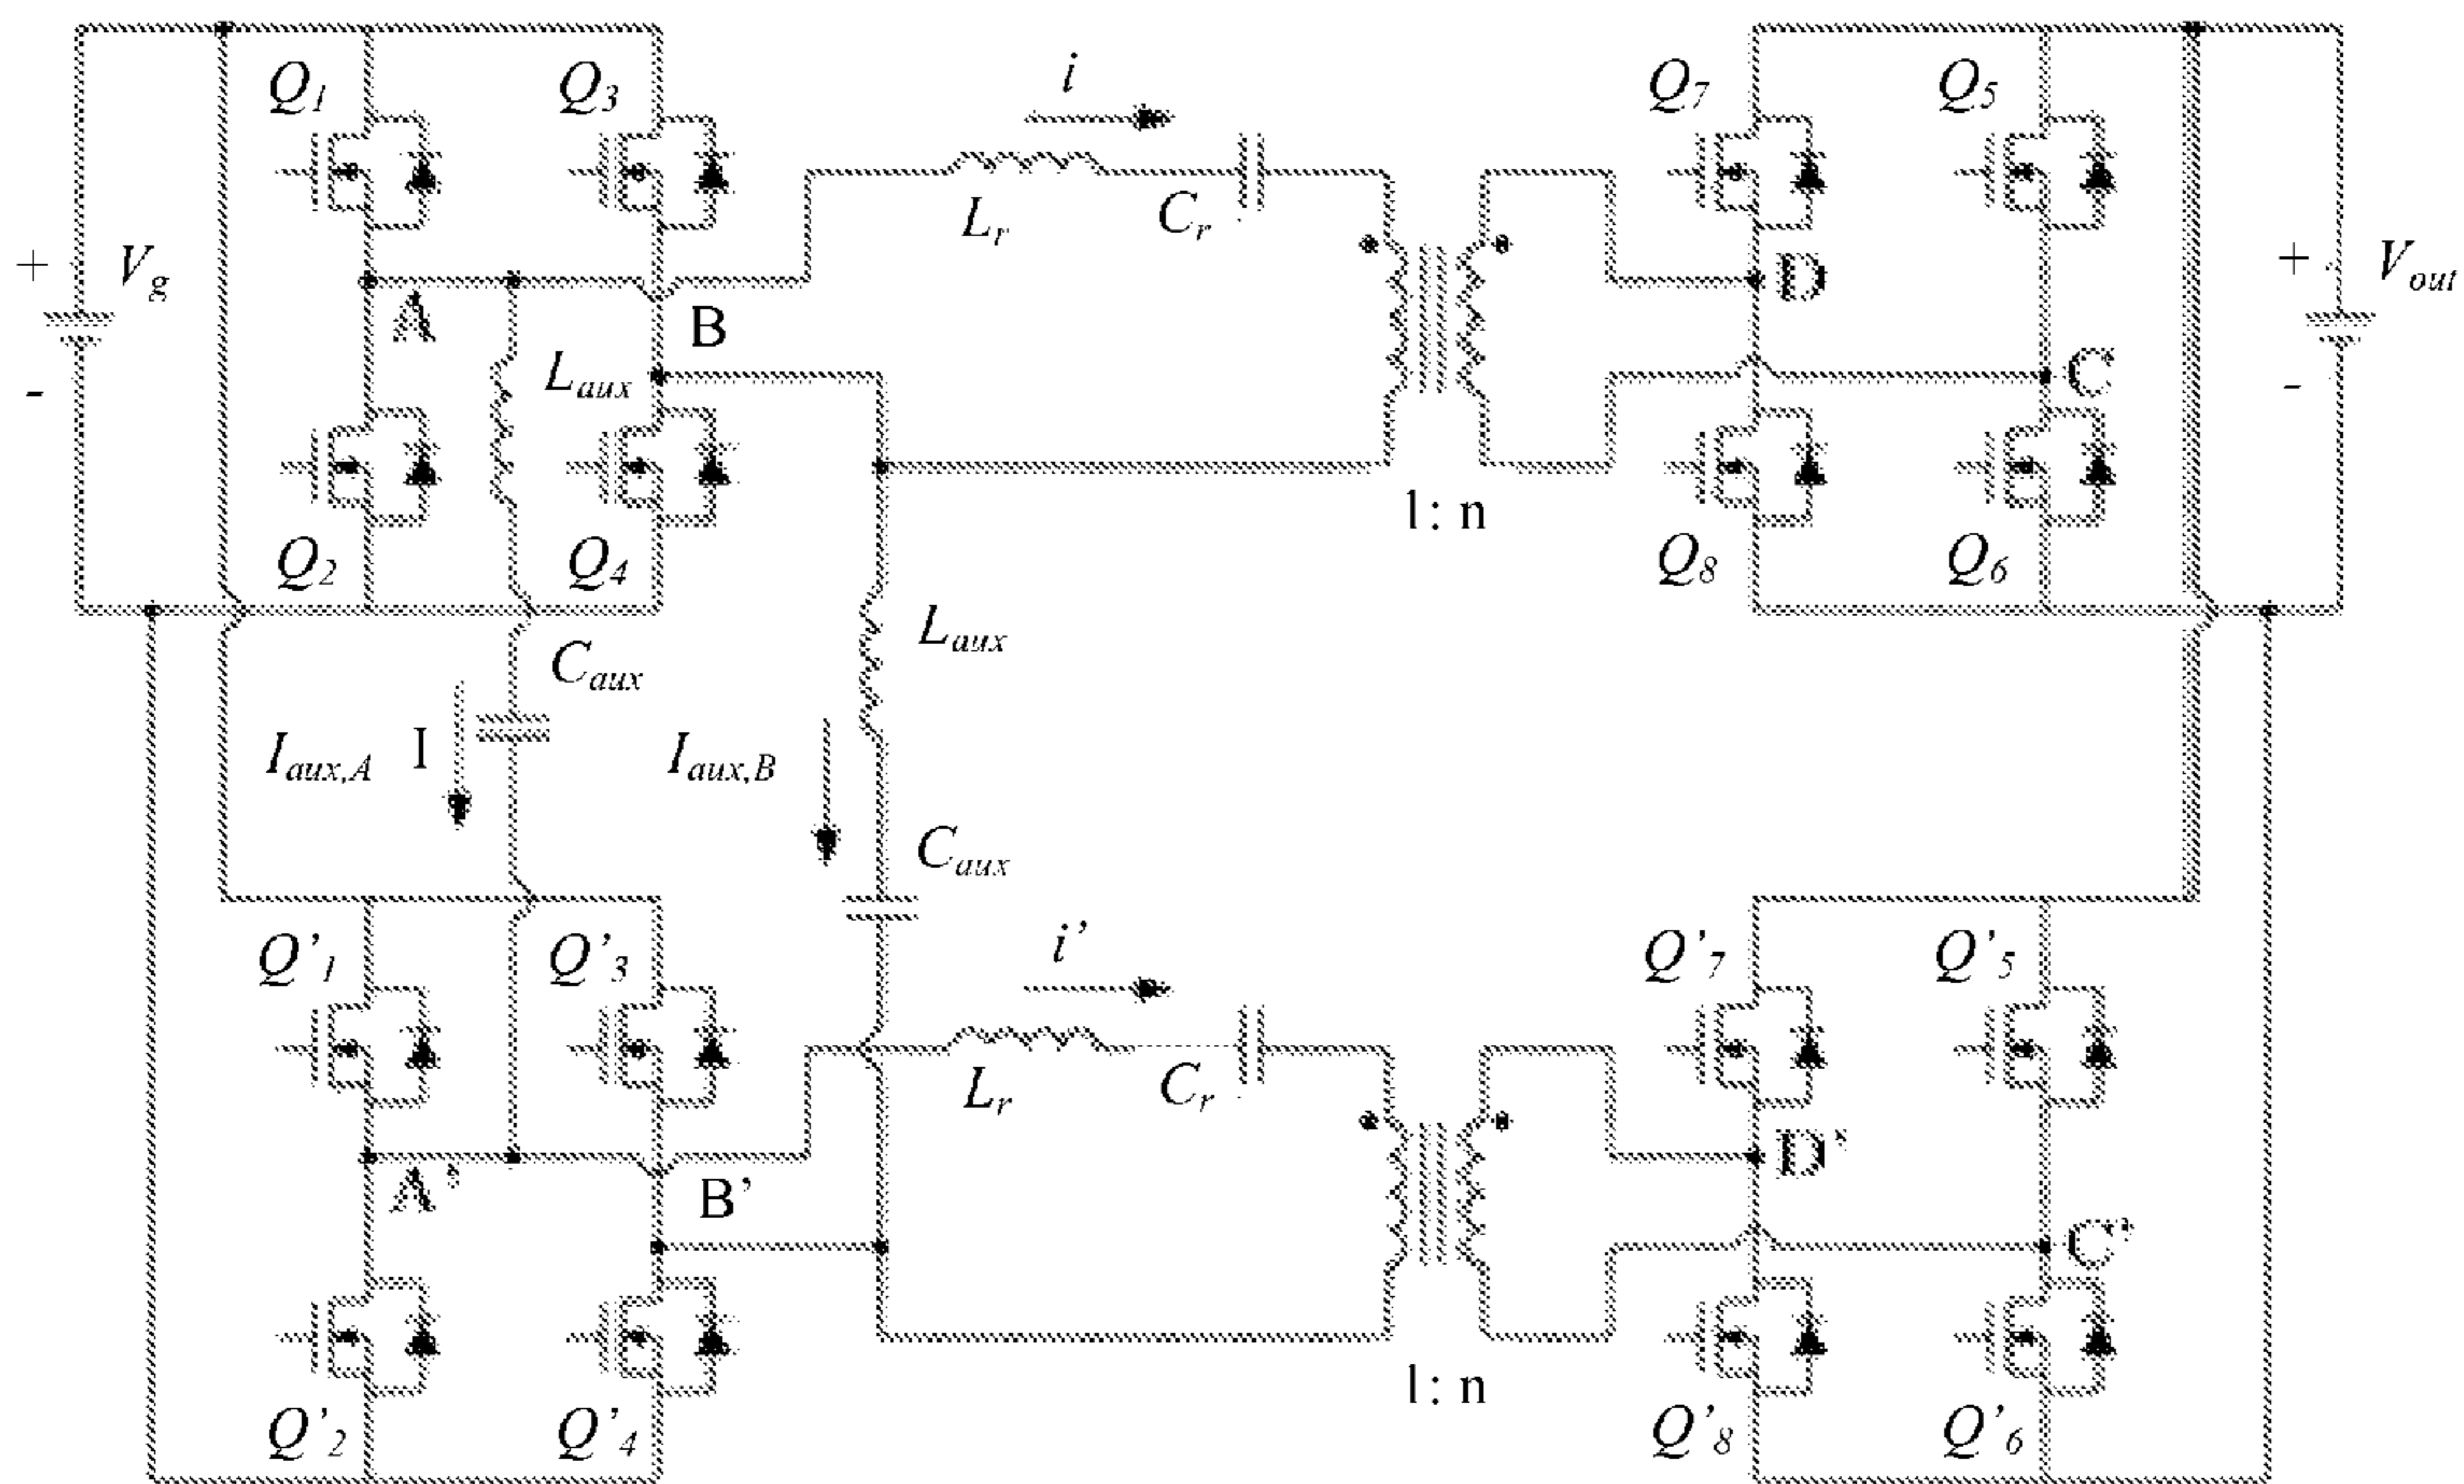 Q1 Q3 i Q7 Q5
+ Vg Lr Cr D + Vout
A B
- Laux C -
Q2 Q4 1: n Q8 Q6
Laux
Caux
Iaux,A I Iaux,B
Caux
Q'1 Q'3 i' Q'7 Q'5
Lr Cr
A' B' D'
C'
Q'2 Q'4 1: n Q'8 Q'6